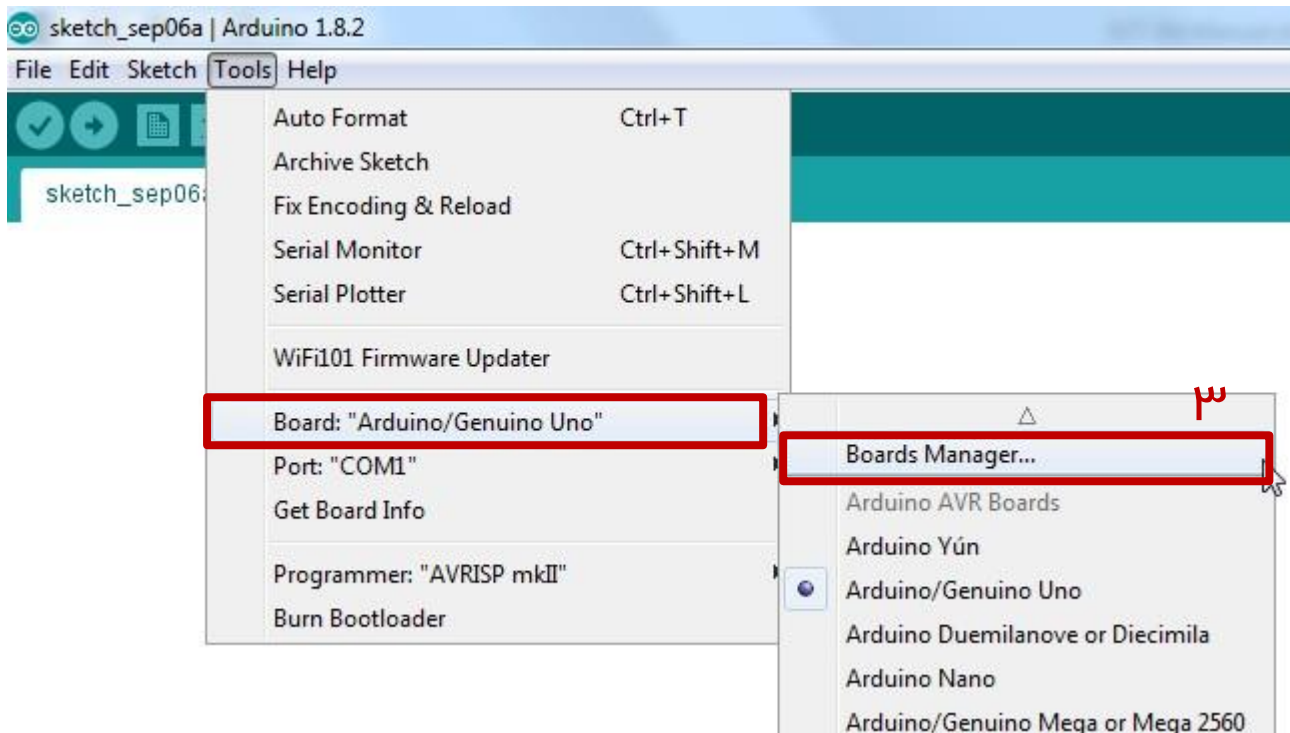 sketch_sep06a | Arduino 1.8.2
File Edit Sketch Tools Help
Auto Format Ctrl+T
Archive Sketch
sketch_sep06a
Fix Encoding & Reload
Serial Monitor Ctrl+Shift+M
Serial Plotter Ctrl+Shift+L
WiFi101 Firmware Updater
Board: "Arduino/Genuino Uno"
Port: "COM1"
Get Board Info
Programmer: "AVRISP mkII"
Burn Bootloader
۳
Boards Manager...
Arduino AVR Boards
Arduino Yún
Arduino/Genuino Uno
Arduino Duemilanove or Diecimila
Arduino Nano
Arduino/Genuino Mega or Mega 2560